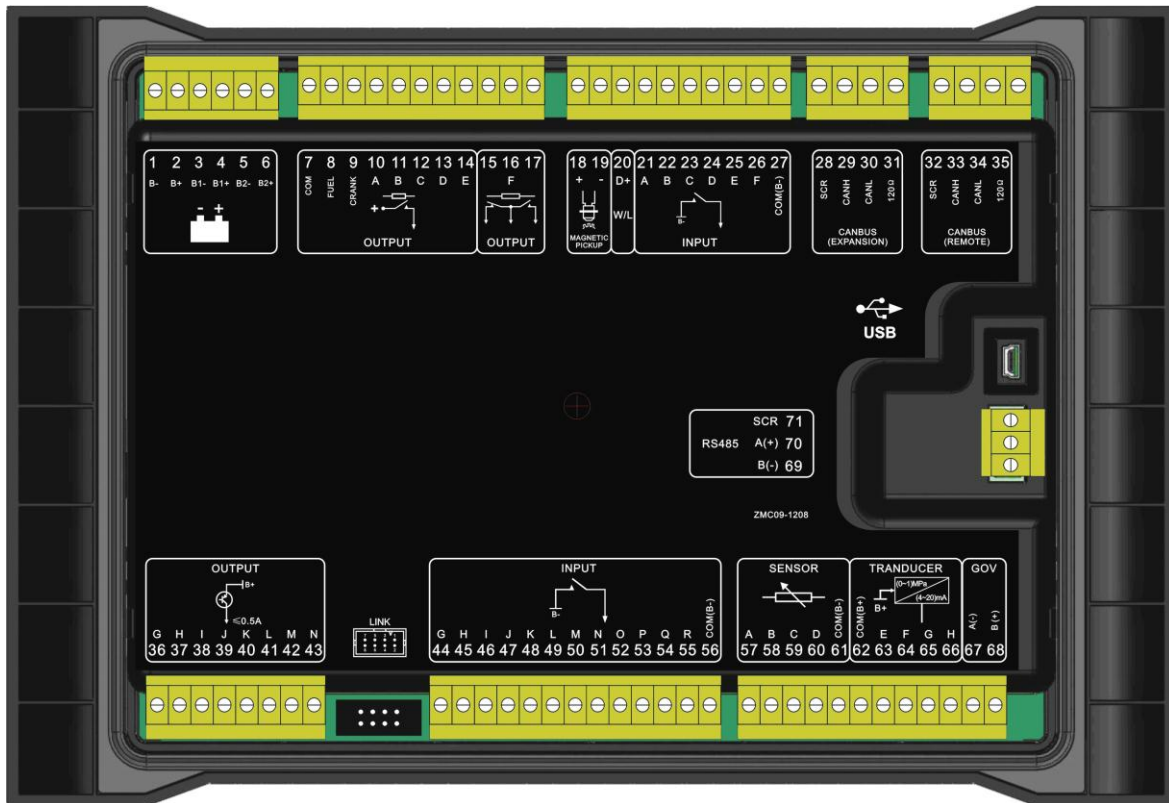 1 2 3 4 5 6
B- B+ B1- B1+ B2- B2+
- +
7 8 9 10 11 12 13 14
COM FUEL CRANK A B C D E
+
OUTPUT
15 16 17
F
OUTPUT
18 19
+ -
MAGNETIC
PICKUP
20
D+
W/L
21 22 23 24 25 26 27
A B C D E F COM(B-)
B-
INPUT
28 29 30 31
SCR CANH CANL 120Ω
CANBUS
(EXPANSION)
32 33 34 35
SCR CANH CANL 120Ω
CANBUS
(REMOTE)
USB
SCR 71
RS485 A(+) 70
B(-) 69
ZMC09-1208
OUTPUT
B+
≤0.5A
G H I J K L M N
36 37 38 39 40 41 42 43
LINK
INPUT
B-
G H I J K L M N O P Q R COM(B-)
44 45 46 47 48 49 50 51 52 53 54 55 56
SENSOR
A B C D COM(B-)
57 58 59 60 61
TRANDUCER
(0~1)MPa
(4~20)mA
B+
COM(B+) E F G H
62 63 64 65 66
GOV
A(-) B(+)
67 68